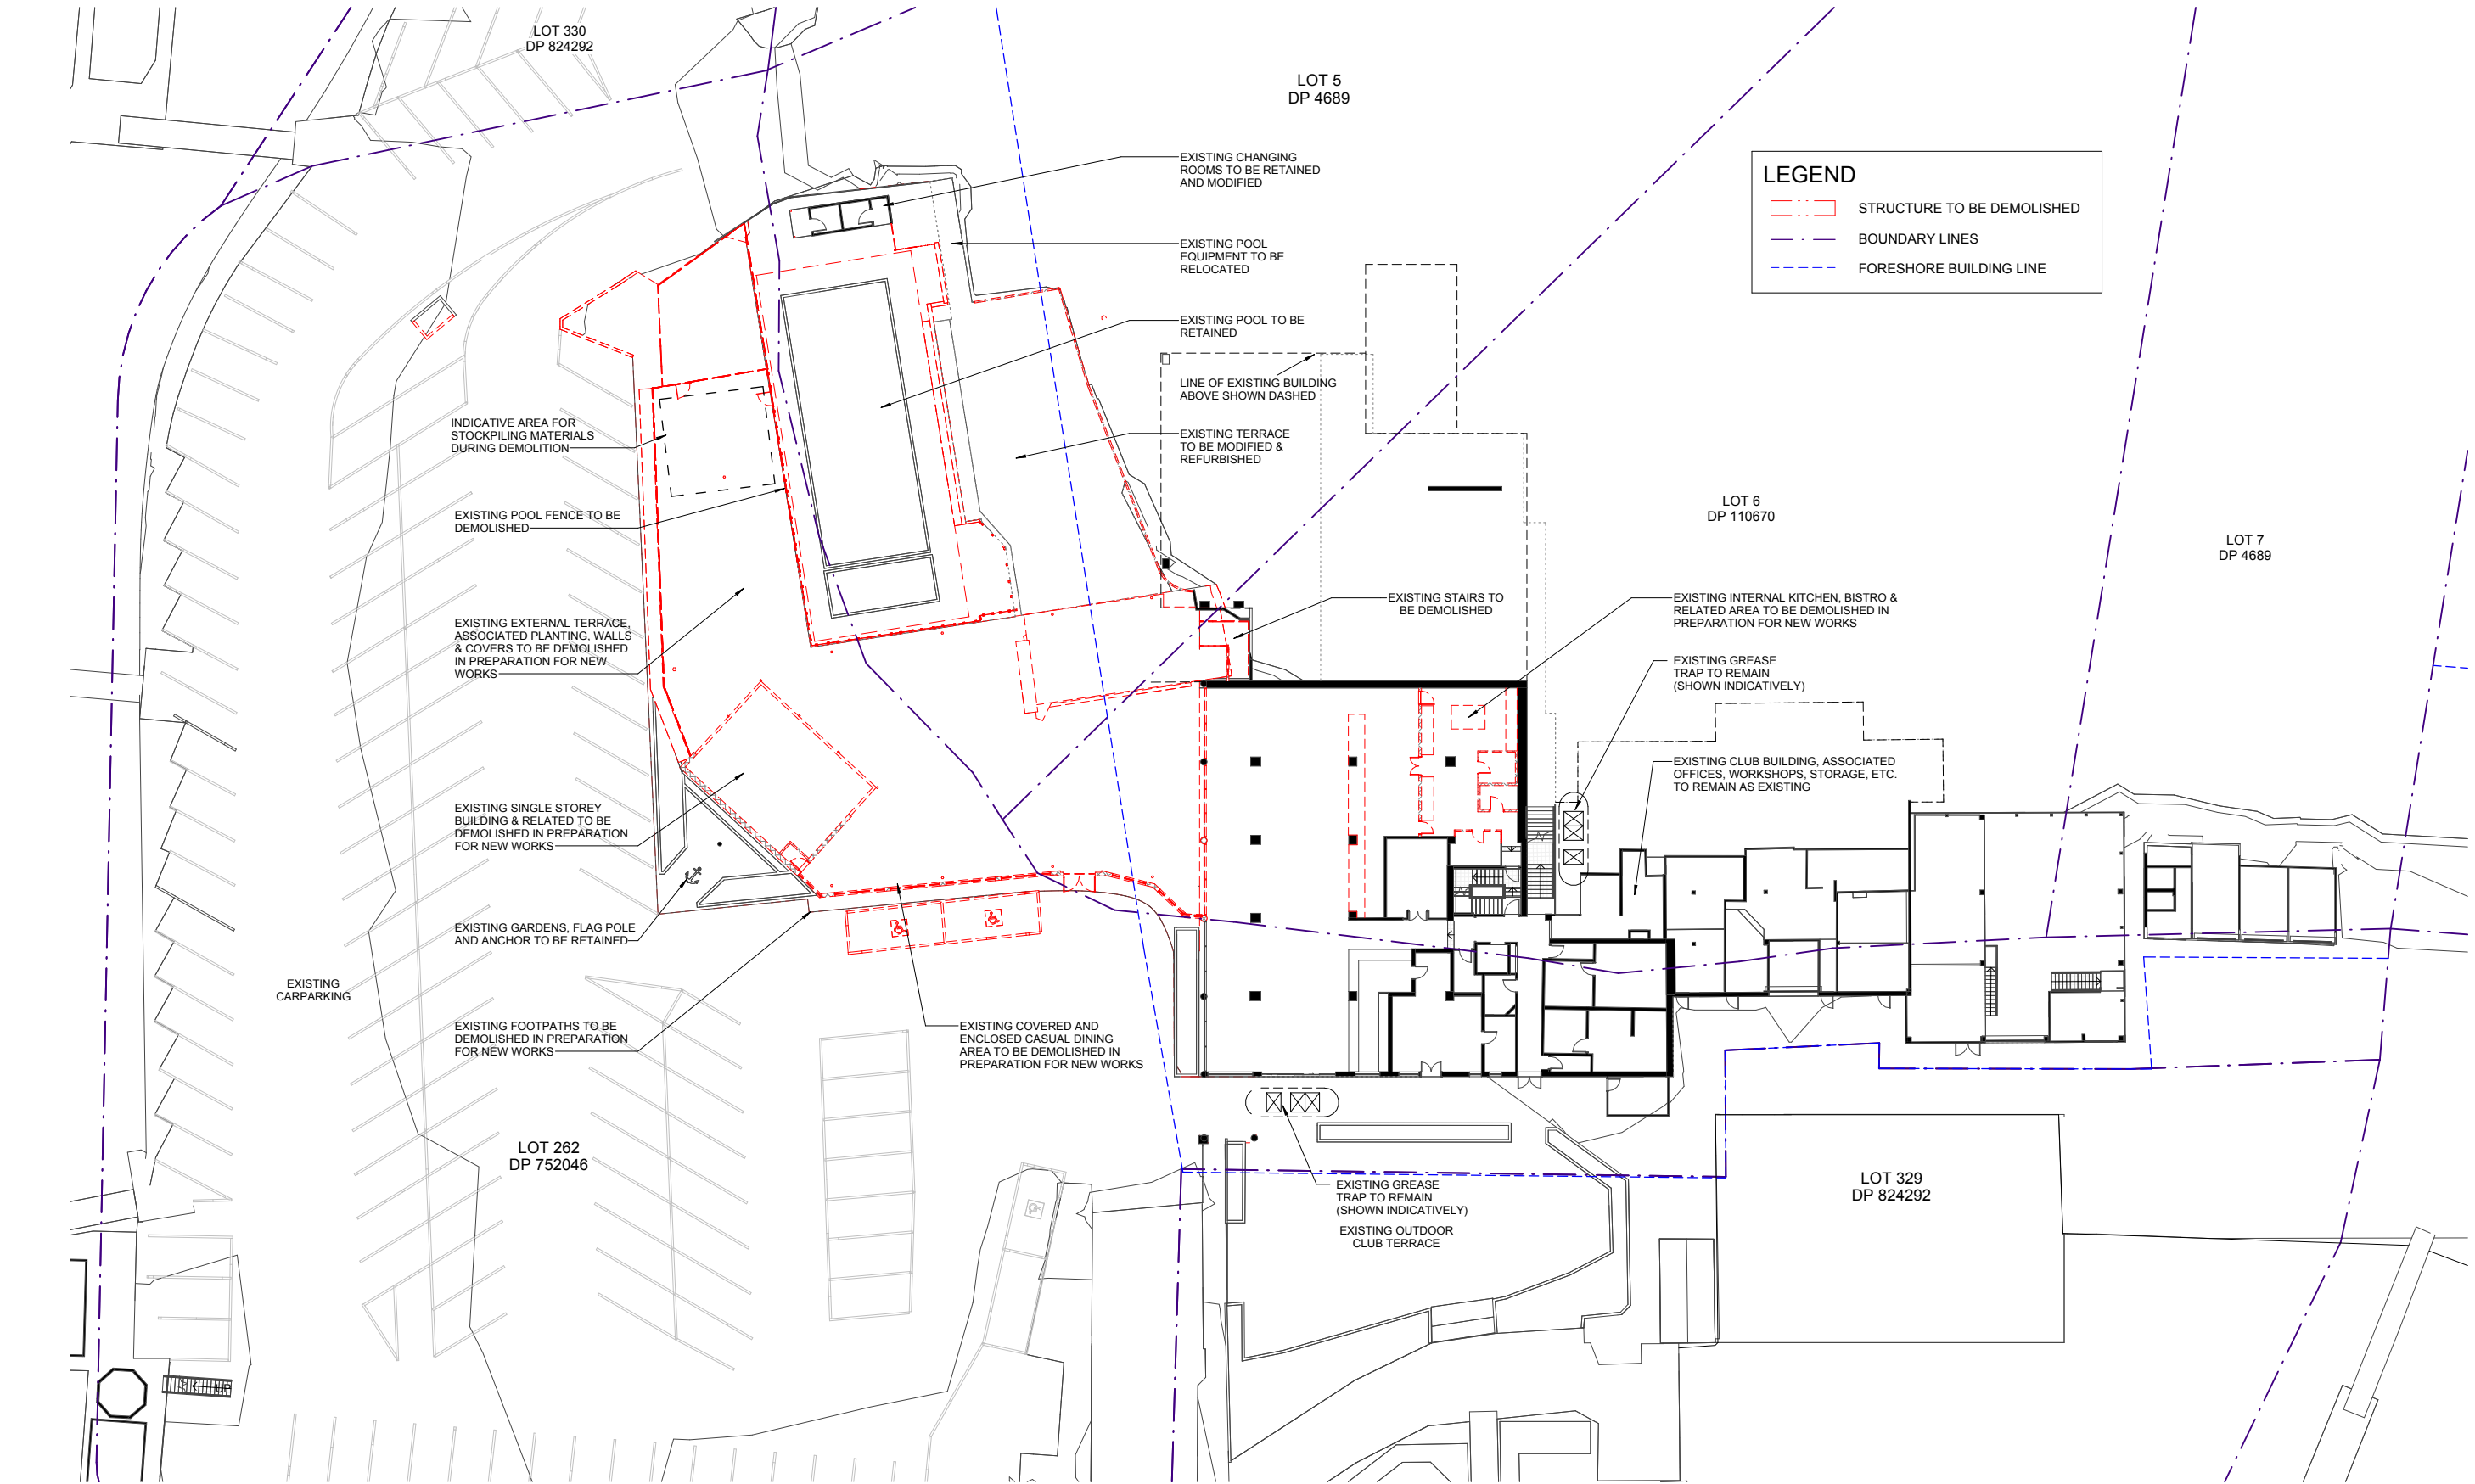 LOT 330
DP 824292
LOT 5
DP 4689
EXISTING CHANGING
ROOMS TO BE RETAINED
AND MODIFIED
LEGEND
STRUCTURE TO BE DEMOLISHED
BOUNDARY LINES
FORESHORE BUILDING LINE
EXISTING POOL
EQUIPMENT TO BE
RELOCATED
EXISTING POOL TO BE
RETAINED
LINE OF EXISTING BUILDING
ABOVE SHOWN DASHED
INDICATIVE AREA FOR
STOCKPILING MATERIALS
DURING DEMOLITION
EXISTING TERRACE
TO BE MODIFIED &
REFURBISHED
LOT 6
DP 110670
EXISTING POOL FENCE TO BE
DEMOLISHED
LOT 7
DP 4689
EXISTING STAIRS TO
BE DEMOLISHED
EXISTING INTERNAL KITCHEN, BISTRO &
RELATED AREA TO BE DEMOLISHED IN
PREPARATION FOR NEW WORKS
EXISTING EXTERNAL TERRACE,
ASSOCIATED PLANTING, WALLS
& COVERS TO BE DEMOLISHED
IN PREPARATION FOR NEW
WORKS
EXISTING GREASE
TRAP TO REMAIN
(SHOWN INDICATIVELY)
EXISTING CLUB BUILDING, ASSOCIATED
OFFICES, WORKSHOPS, STORAGE, ETC.
TO REMAIN AS EXISTING
EXISTING SINGLE STOREY
BUILDING & RELATED TO BE
DEMOLISHED IN PREPARATION
FOR NEW WORKS
EXISTING GARDENS, FLAG POLE
AND ANCHOR TO BE RETAINED
EXISTING
CARPARKING
EXISTING FOOTPATHS TO BE
DEMOLISHED IN PREPARATION
FOR NEW WORKS
EXISTING COVERED AND
ENCLOSED CASUAL DINING
AREA TO BE DEMOLISHED IN
PREPARATION FOR NEW WORKS
LOT 262
DP 752046
EXISTING GREASE
TRAP TO REMAIN
(SHOWN INDICATIVELY)
EXISTING OUTDOOR
CLUB TERRACE
LOT 329
DP 824292
UP